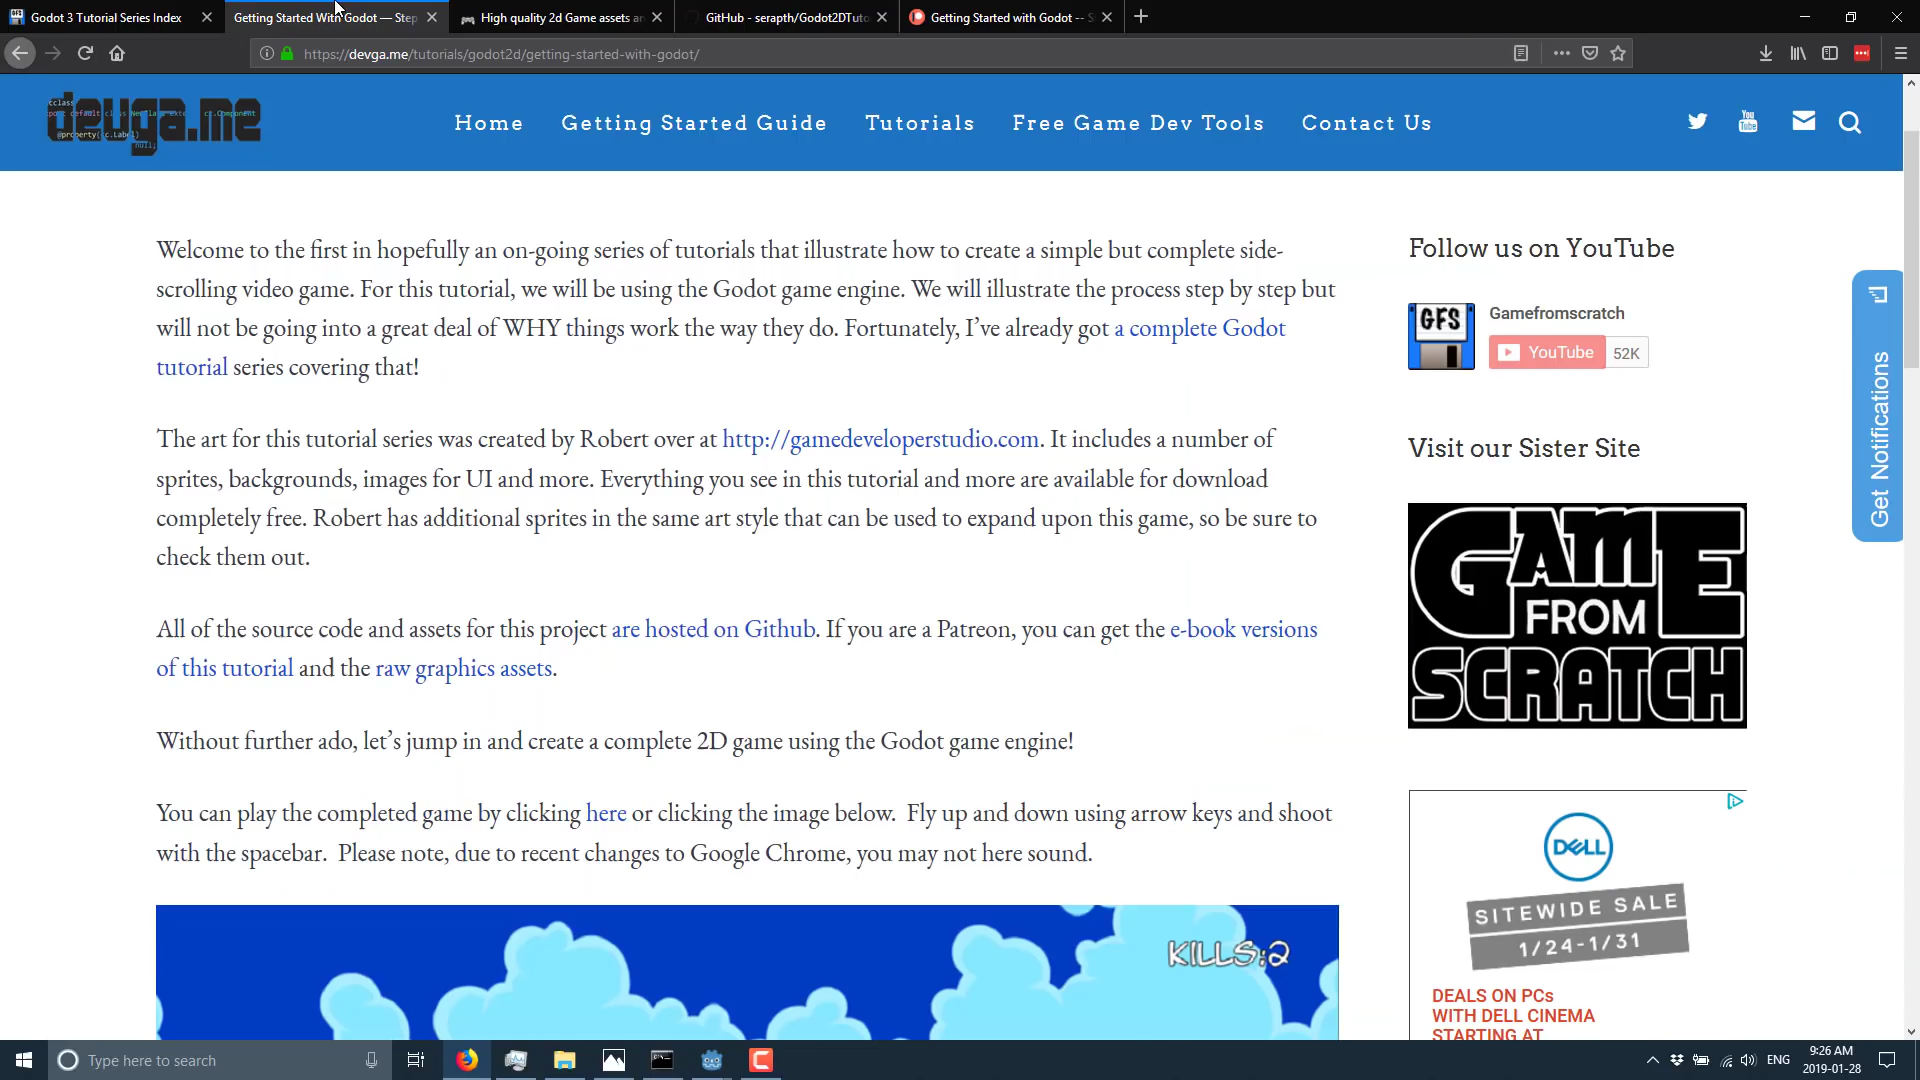 Godot 3 Tutorial Series Index
Getting Started With Godot — Step
High quality 2d Game assets a
GitHub - serapth/Godot2DTuto
Getting Started with Godot -- S
https://devga.me/tutorials/godot2d/getting-started-with-godot/
devga.me
Home
Getting Started Guide
Tutorials
Free Game Dev Tools
Contact Us
You
Tube
Welcome to the first in hopefully an on-going series of tutorials that illustrate how to create a simple but complete side-
scrolling video game. For this tutorial, we will be using the Godot game engine. We will illustrate the process step by step but
will not be going into a great deal of WHY things work the way they do. Fortunately, I’ve already got a complete Godot
tutorial series covering that!
The art for this tutorial series was created by Robert over at http://gamedeveloperstudio.com. It includes a number of
sprites, backgrounds, images for UI and more. Everything you see in this tutorial and more are available for download
completely free. Robert has additional sprites in the same art style that can be used to expand upon this game, so be sure to
check them out.
All of the source code and assets for this project are hosted on Github. If you are a Patreon, you can get the e-book versions
of this tutorial and the raw graphics assets.
Without further ado, let’s jump in and create a complete 2D game using the Godot game engine!
You can play the completed game by clicking here or clicking the image below.  Fly up and down using arrow keys and shoot
with the spacebar.  Please note, due to recent changes to Google Chrome, you may not here sound.
KILLS:2
Follow us on YouTube
GFS
Gamefromscratch
YouTube 52K
Visit our Sister Site
GAME
FROM
SCRATCH
DELL
SITEWIDE SALE
1/24-1/31
DEALS ON PCs
WITH DELL CINEMA
STARTING AT
Get Notifications
Type here to search
ENG
9:26 AM
2019-01-28